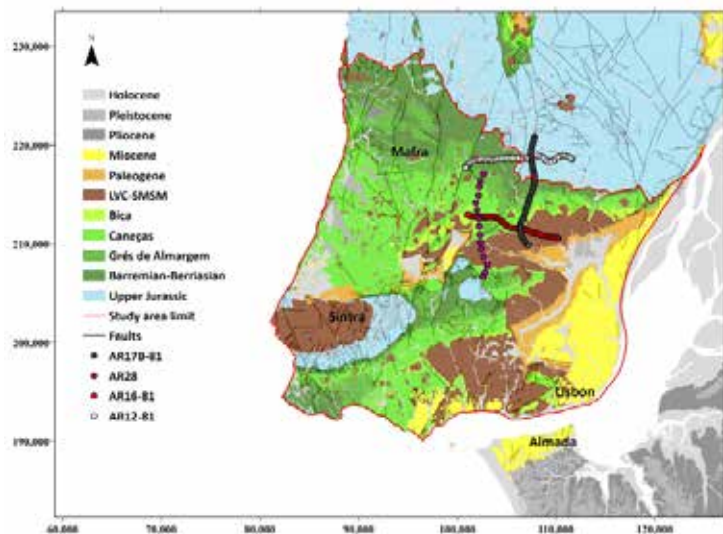 230,000
N
Holocene
Pleistocene
Pliocene
Miocene
Paleogene
LVC-SMSM
Bica
Caneças
Grés de Almargem
Barremian-Berriasian
Upper Jurassic
Study area limit
Faults
AR17B-81
AR28
AR16-81
AR12-81
220,000
Mafra
210,000
Sintra
200,000
Lisbon
190,000
Almada
60,000 70,000 80,000 90,000 100,000 110,000 120,000